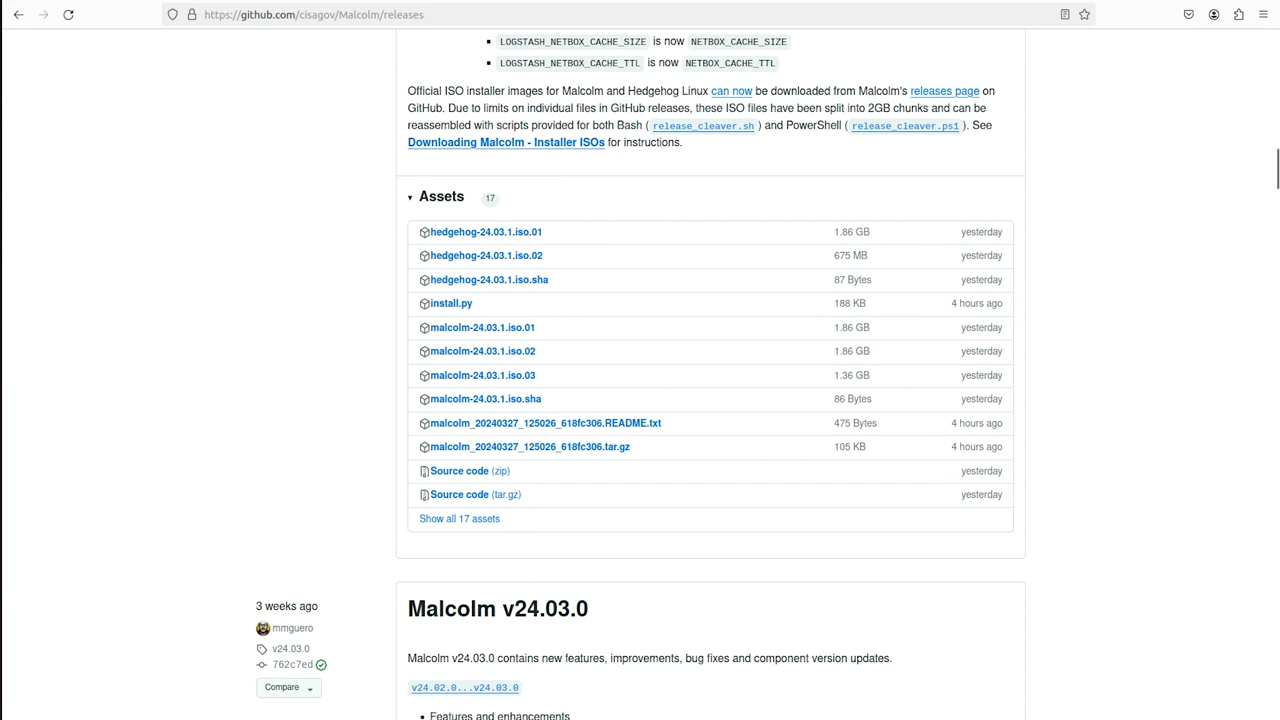 https://github.com/cisagov/Malcolm/releases
LOGSTASH_NETBOX_CACHE_SIZE is now NETBOX_CACHE_SIZE
LOGSTASH_NETBOX_CACHE_TTL is now NETBOX_CACHE_TTL
Official ISO installer images for Malcolm and Hedgehog Linux can now be downloaded from Malcolm's releases page on
GitHub. Due to limits on individual files in GitHub releases, these ISO files have been split into 2GB chunks and can be
reassembled with scripts provided for both Bash ( release_cleaver.sh ) and PowerShell ( release_cleaver.ps1 ). See
Downloading Malcolm - Installer ISOs for instructions.
Assets 17
hedgehog-24.03.1.iso.01 1.86 GB yesterday
hedgehog-24.03.1.iso.02 675 MB yesterday
hedgehog-24.03.1.iso.sha 87 Bytes yesterday
install.py 188 KB 4 hours ago
malcolm-24.03.1.iso.01 1.86 GB yesterday
malcolm-24.03.1.iso.02 1.86 GB yesterday
malcolm-24.03.1.iso.03 1.36 GB yesterday
malcolm-24.03.1.iso.sha 86 Bytes yesterday
malcolm_20240327_125026_618fc306.README.txt 475 Bytes 4 hours ago
malcolm_20240327_125026_618fc306.tar.gz 105 KB 4 hours ago
Source code (zip) yesterday
Source code (tar.gz) yesterday
Show all 17 assets
3 weeks ago
mmguero
v24.03.0
762c7ed
Compare
Malcolm v24.03.0
Malcolm v24.03.0 contains new features, improvements, bug fixes and component version updates.
v24.02.0...v24.03.0
Features and enhancements